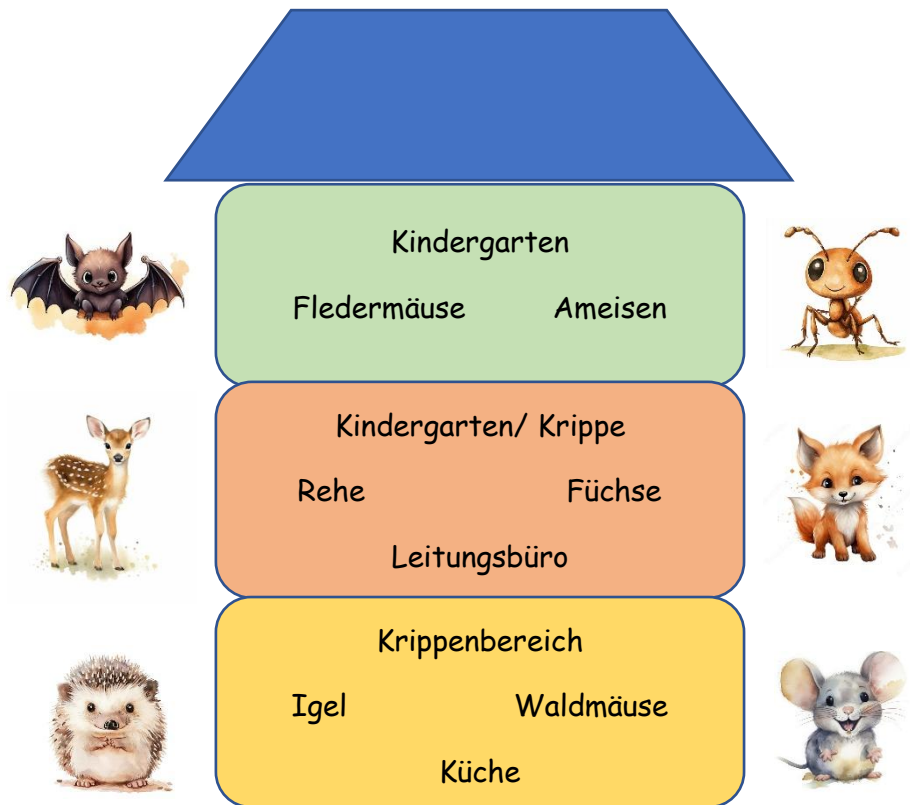 Kindergarten
Fledermäuse Ameisen
Kindergarten/ Krippe
Rehe Füchse
Leitungsbüro
Krippenbereich
Igel Waldmäuse
Küche